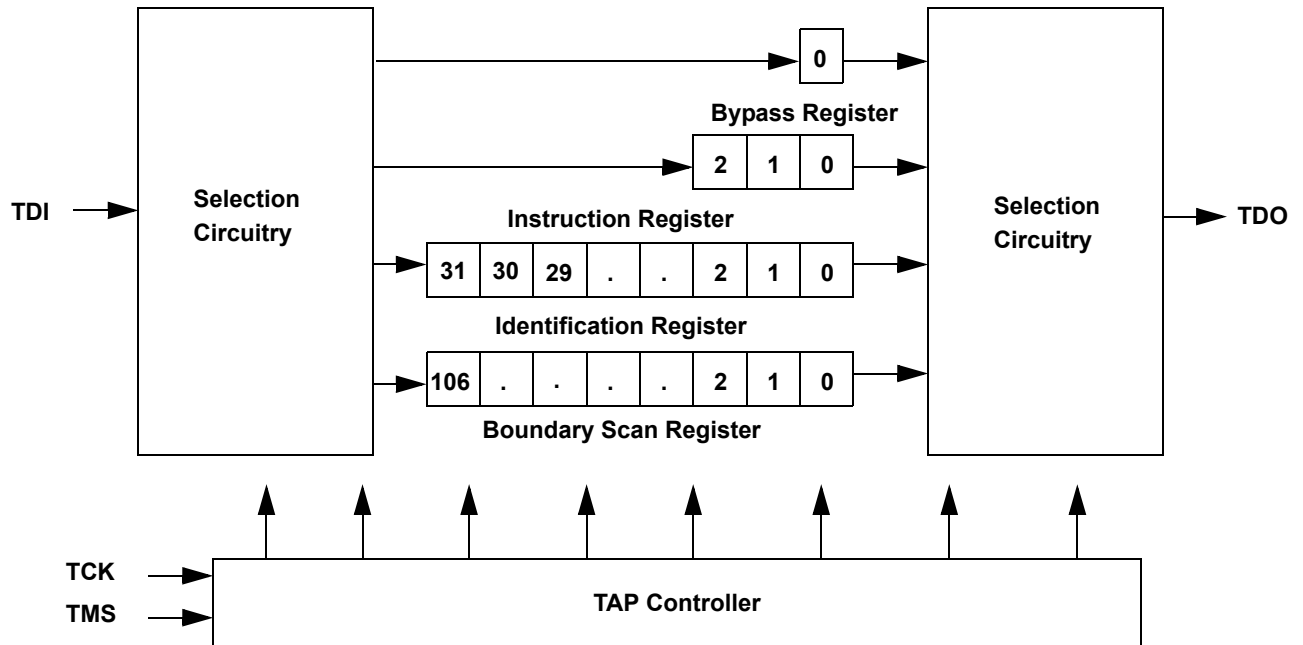 0
Bypass Register
2 1 0
TDI
Selection
Circuitry
Instruction Register
Selection
Circuitry
TDO
31 30 29 . . 2 1 0
Identification Register
106 . . . . 2 1 0
Boundary Scan Register
TCK
TMS
TAP Controller